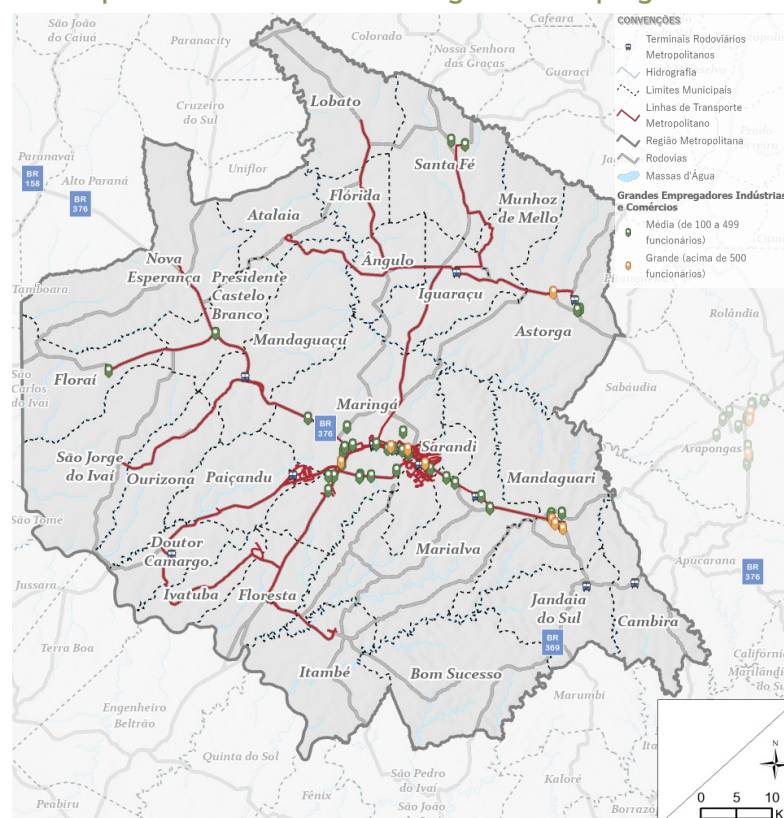 São João
do Caiuá
Colorado
Cafeara
Nossa Senhora
das Graças
Paranacity
Guaraci
Cruzeiro
do Sul
Lobato
CONVENÇÕES
Terminais Rodoviários
Metropolitanos
Hidrografia
Limites Municipais
Linhas de Transporte
Metropolitano
Região Metropolitana
Rodovias
Massas d'Água
Grandes Empregadores Indústrias
e Comércios
Média (de 100 a 499
funcionários)
Grande (acima de 500
funcionários)
Paranavaí
BR
158
Alto Paraná
BR
376
Uniflor
Santa Fé
Flórida
Munhoz
de Mello
Atalaia
Nova
Esperança
Ângulo
Presidente
Castelo
Branco
Iguaraçu
Tamboara
Astorga
Rolândia
Mandaguaçu
São
Carlos
do Ivaí
Floraí
Sabáudia
Maringá
BR
376
Sarandi
Arapongas
São Jorge
do Ivaí
Ourizona
Paiçandu
Mandaguari
São Tomé
Doutor
Camargo
Marialva
Apucarana
BR
376
Jussara
Ivatuba
Floresta
Jandaia
do Sul
Cambira
Terra Boa
BR
369
Itambé
Bom Sucesso
Marumbi
Engenheiro
Beltrão
Quinta do Sol
São Pedro
do Ivaí
Kaloré
Fênix
São João
Borrazo
Peabiru
N
0 5 10
K